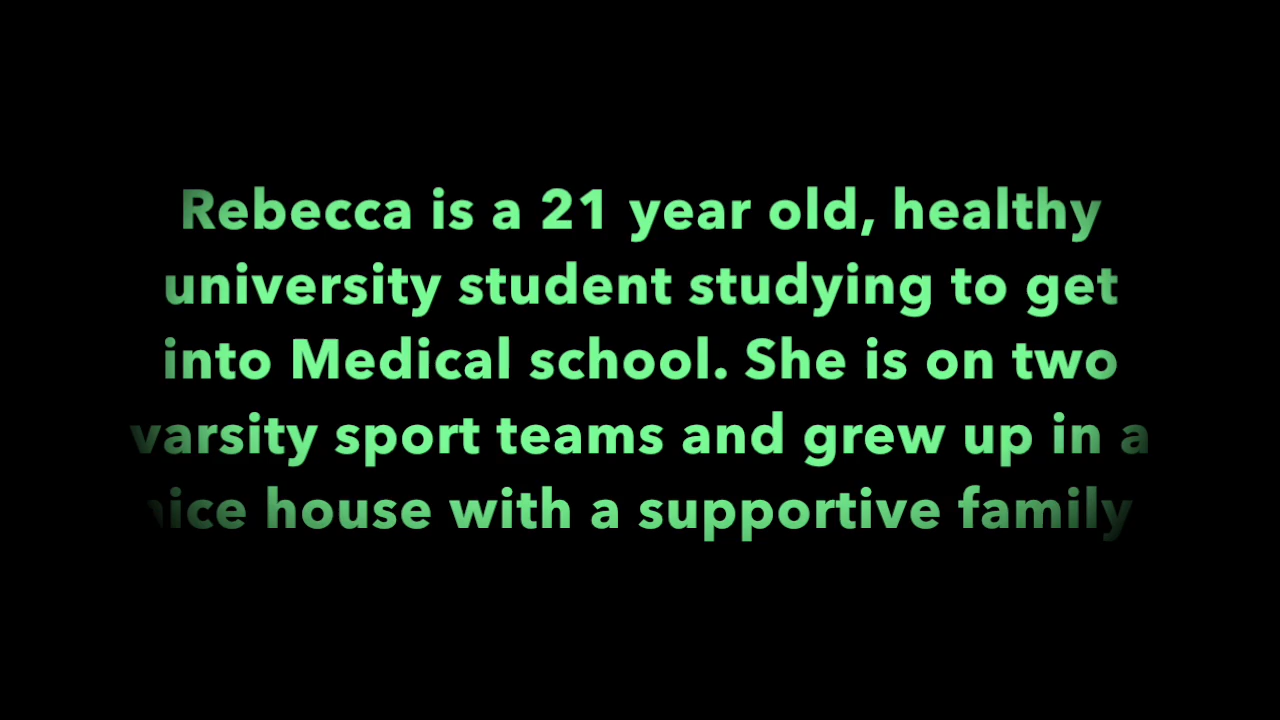 Rebecca is a 21 year old, healthy
university student studying to get
into Medical school. She is on two
varsity sport teams and grew up in a
nice house with a supportive family